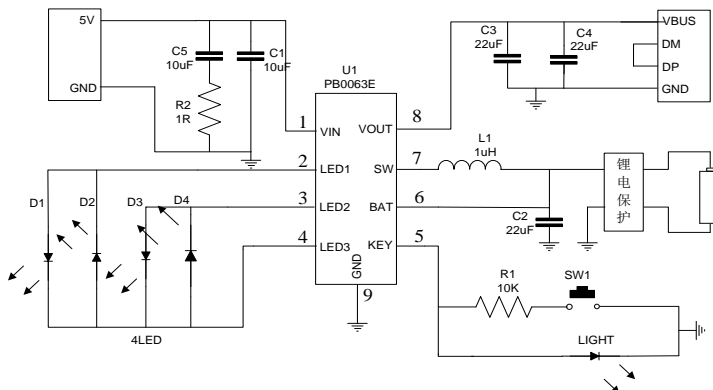 5V
GND
C5
10uF
C1
10uF
R2
1R
U1
PB0063E
C3
22uF
C4
22uF
VBUS
DM
DP
GND
1
VIN
VOUT
8
2
LED1
SW
7
L1
1uH
3
LED2
BAT
6
4
LED3
KEY
5
GND
9
C2
22uF
锂电保护
D1
D2
D3
D4
4LED
R1
10K
SW1
LIGHT